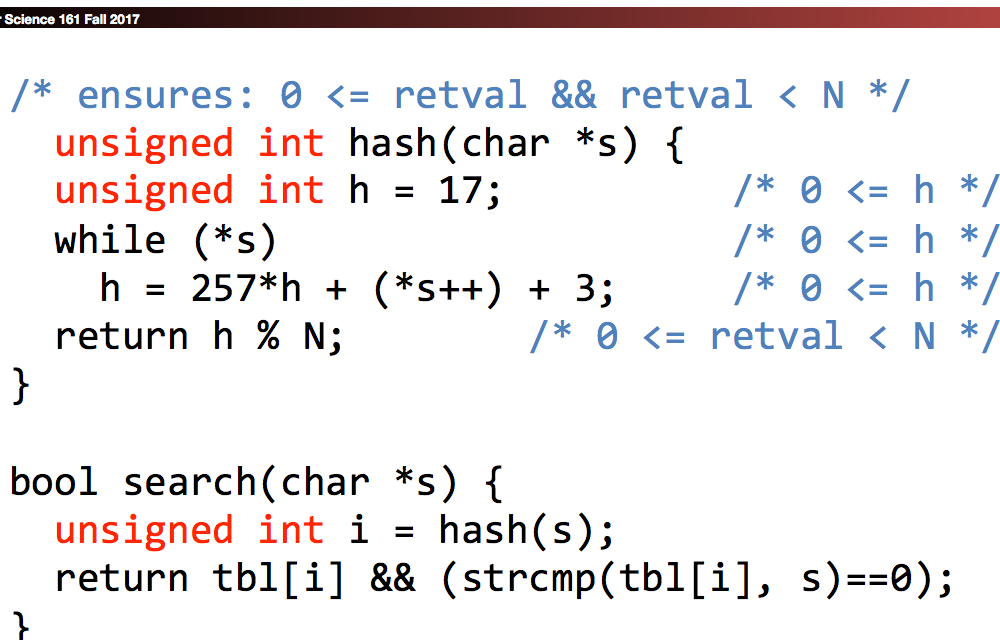 Science 161 Fall 2017
/* ensures: 0 <= retval && retval < N */
unsigned int hash(char *s) {
unsigned int h = 17; /* 0 <= h */
while (*s) /* 0 <= h */
h = 257*h + (*s++) + 3; /* 0 <= h */
return h % N; /* 0 <= retval < N */
}
bool search(char *s) {
unsigned int i = hash(s);
return tbl[i] && (strcmp(tbl[i], s)==0);
}